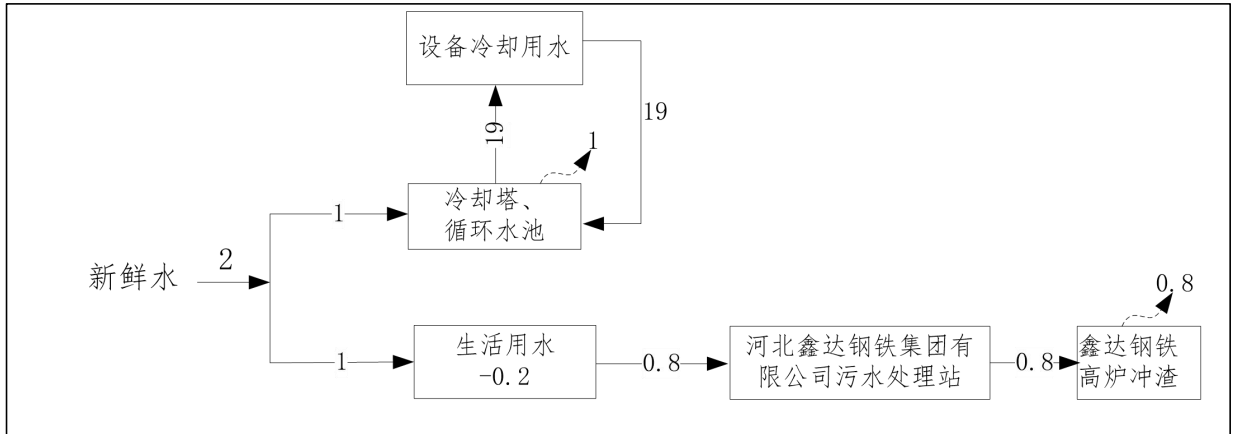 设备冷却用水
19
19
1
冷却塔、
循环水池
1
新鲜水
2
0.8
1
生活用水
-0.2
0.8
河北鑫达钢铁集团有
限公司污水处理站
0.8
鑫达钢铁
高炉冲渣